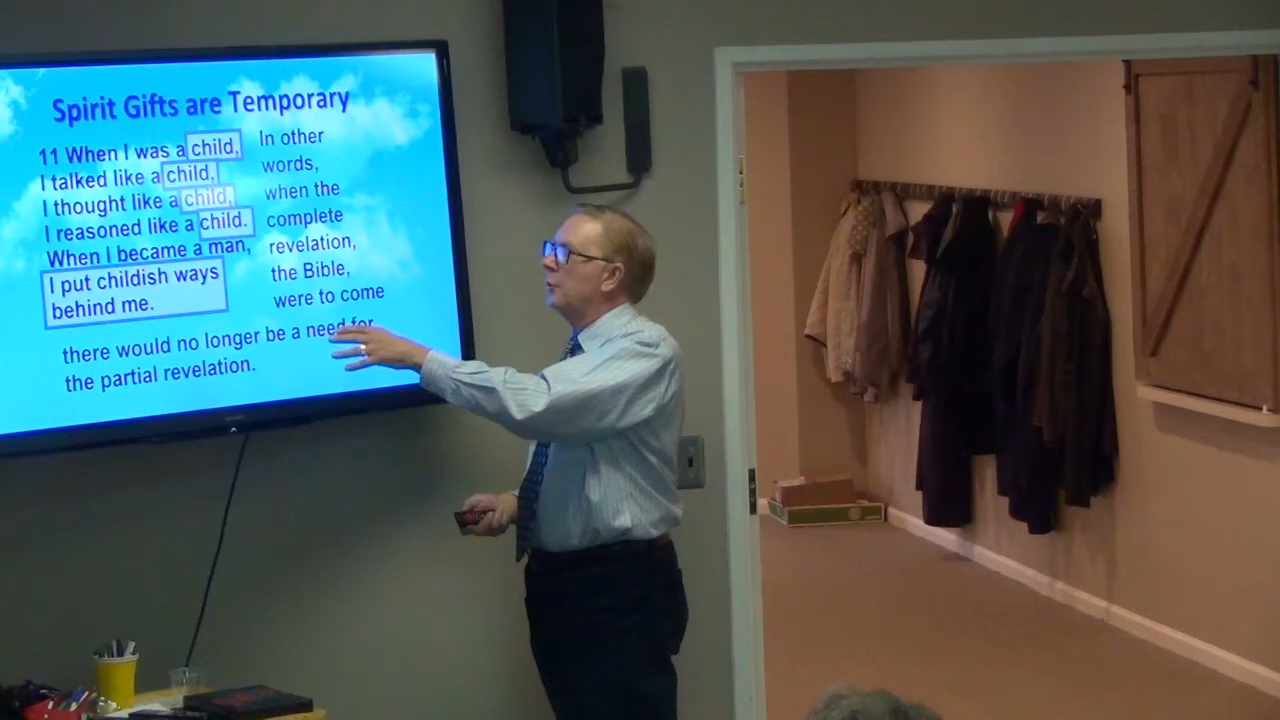 Spirit Gifts are Temporary
11 When I was a child,
I talked like a child,
I thought like a child,
I reasoned like a child.
When I became a man,
I put childish ways
behind me.
In other
words,
when the
complete
revelation,
the Bible,
were to come
there would no longer be a need for
the partial revelation.